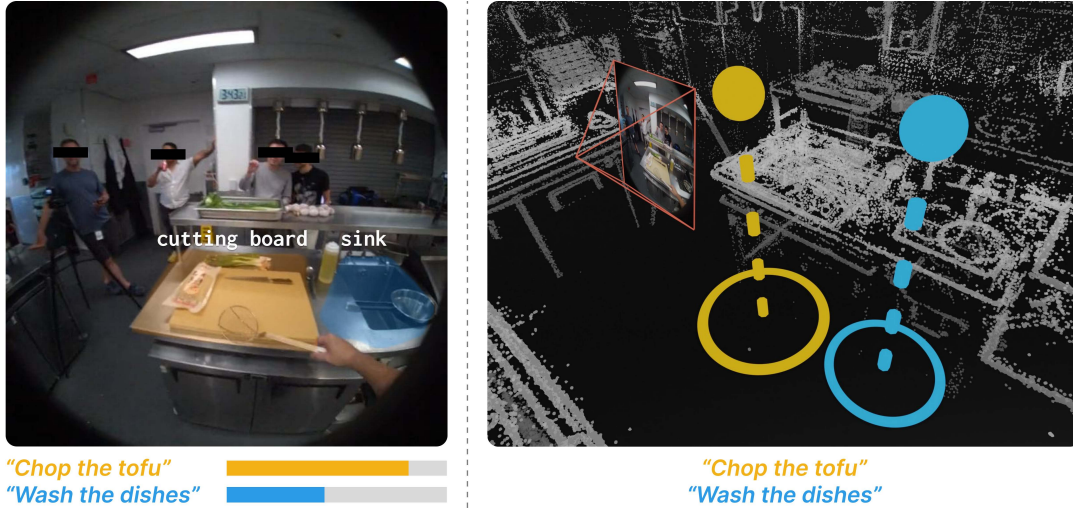 cutting board
sink
“Chop the tofu”
“Wash the dishes”
“Chop the tofu”
“Wash the dishes”